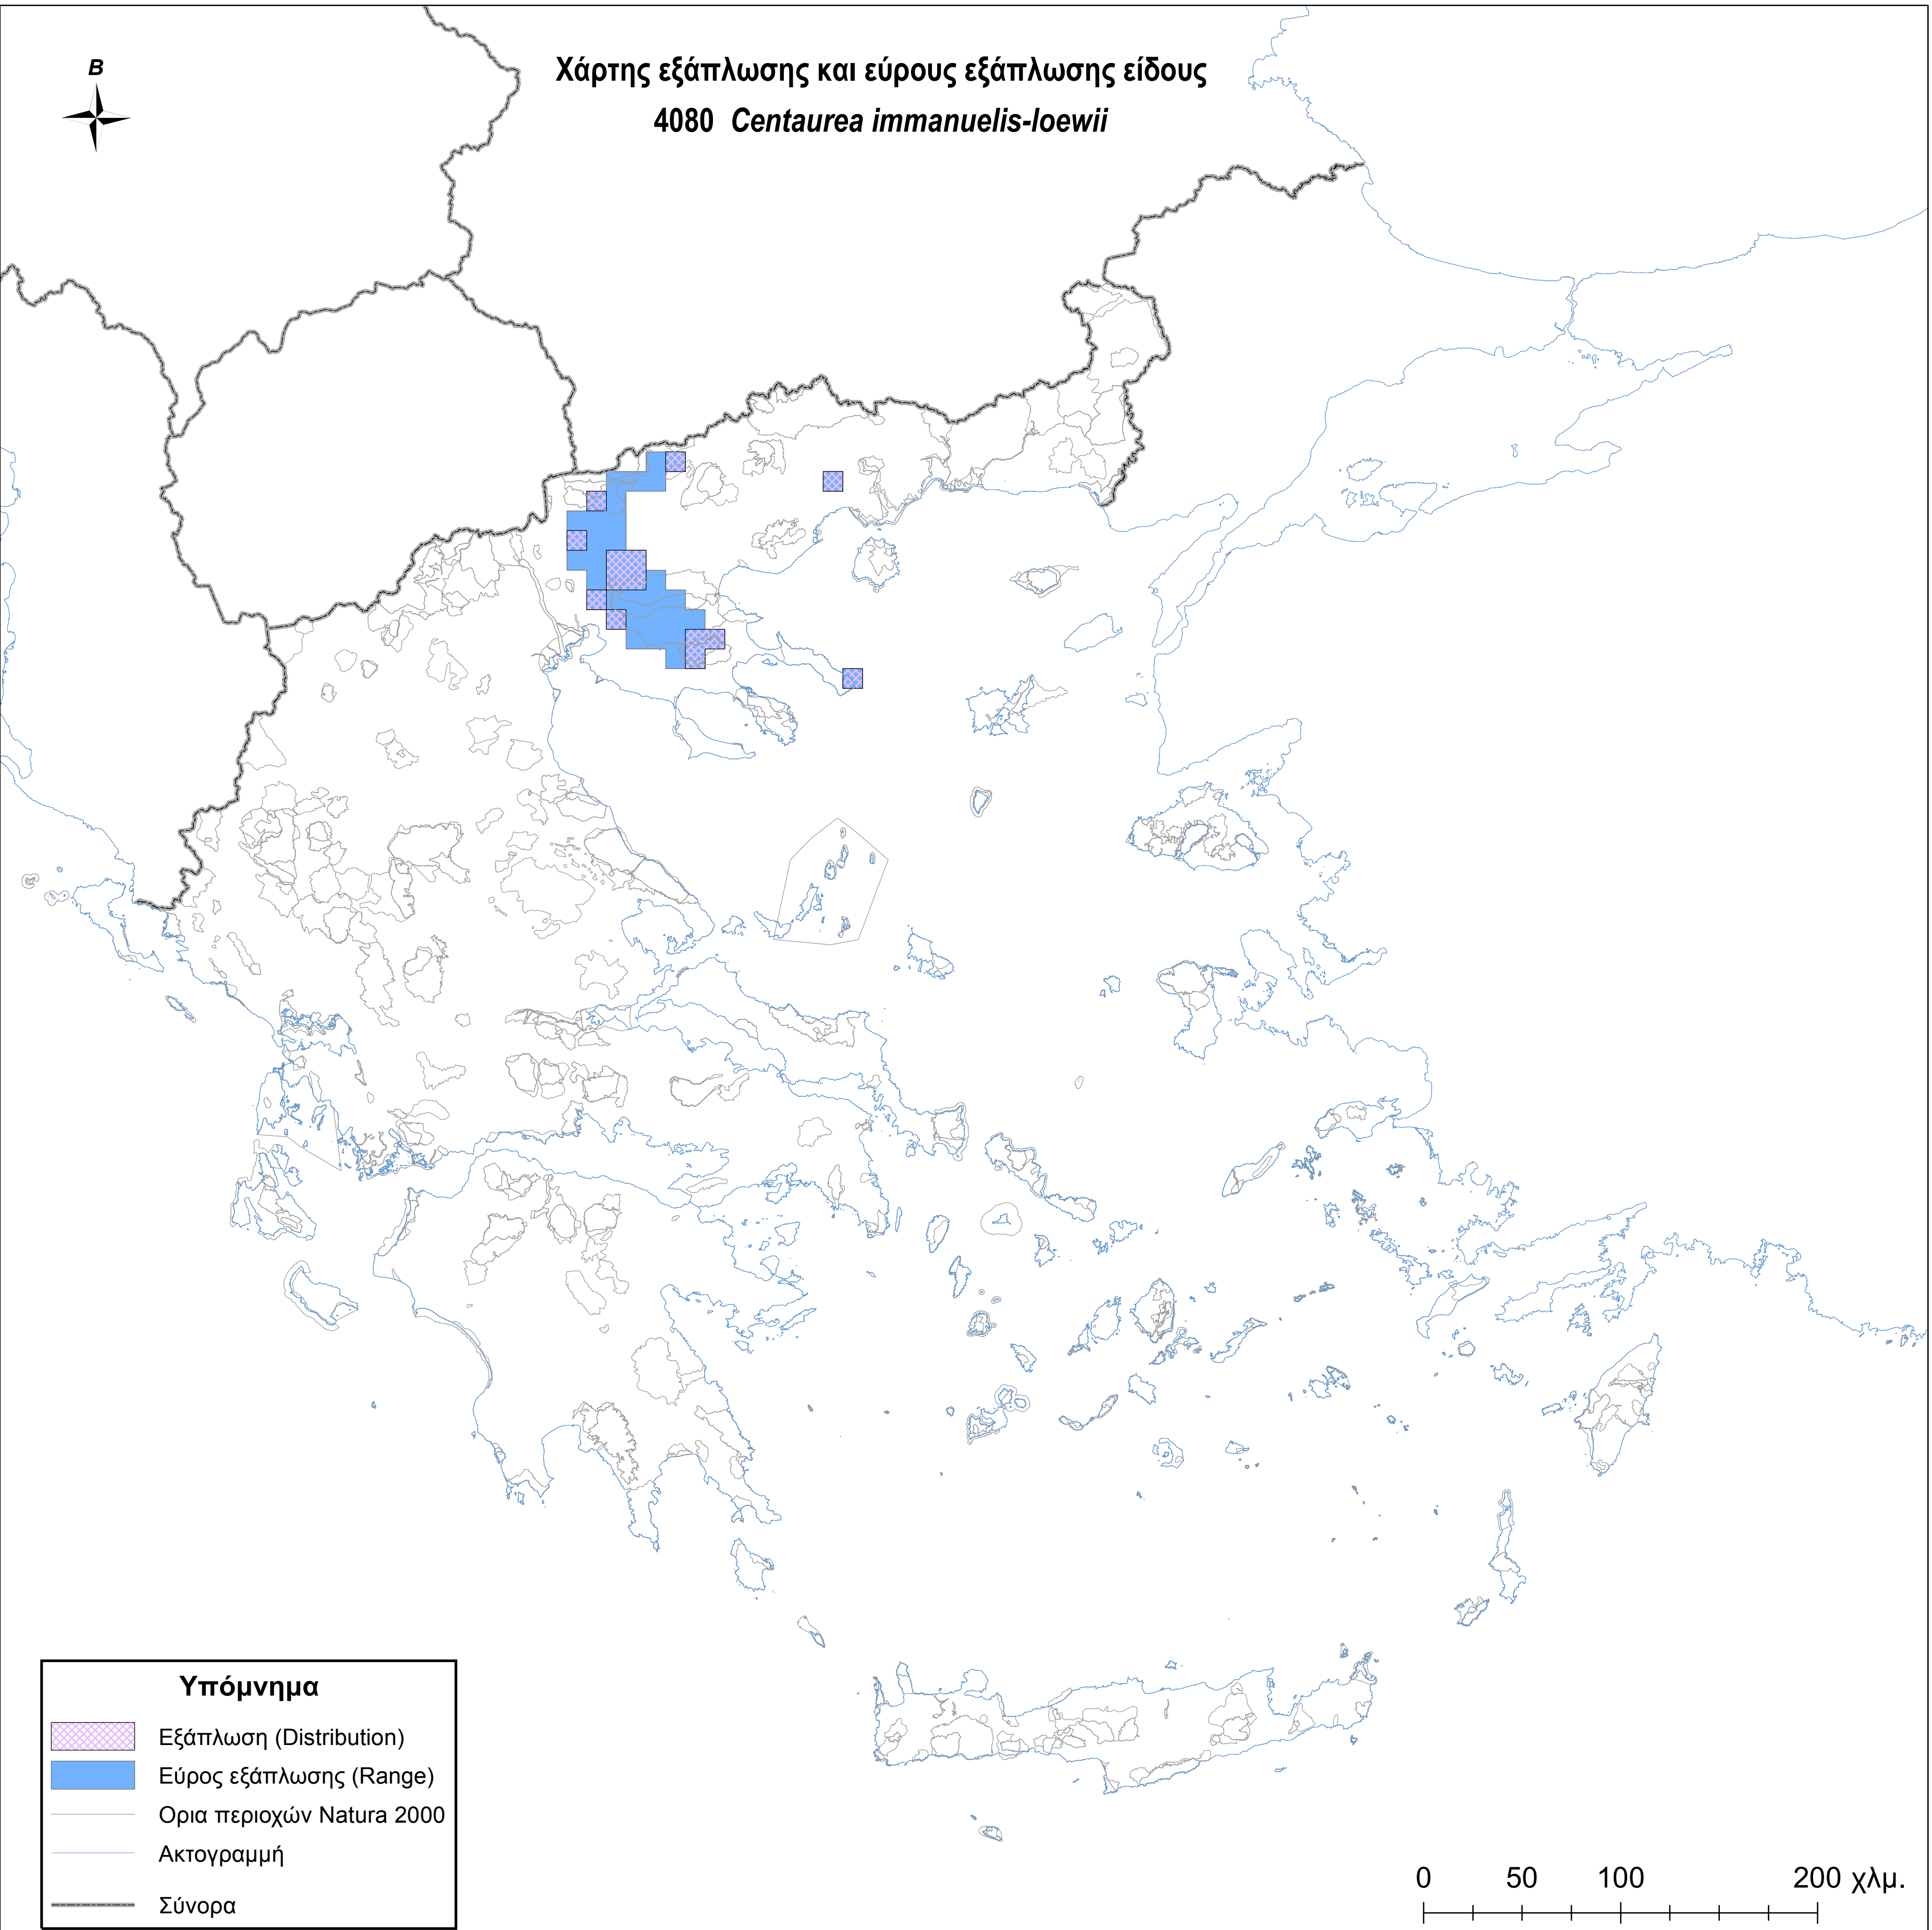 Χάρτης εξάπλωσης και εύρους εξάπλωσης είδους
4080 Centaurea immanuelis-loewii
Β
Υπόμνημα
Εξάπλωση (Distribution)
Εύρος εξάπλωσης (Range)
Ορια περιοχών Natura 2000
Ακτογραμμή
Σύνορα
0 50 100 200 χλμ.